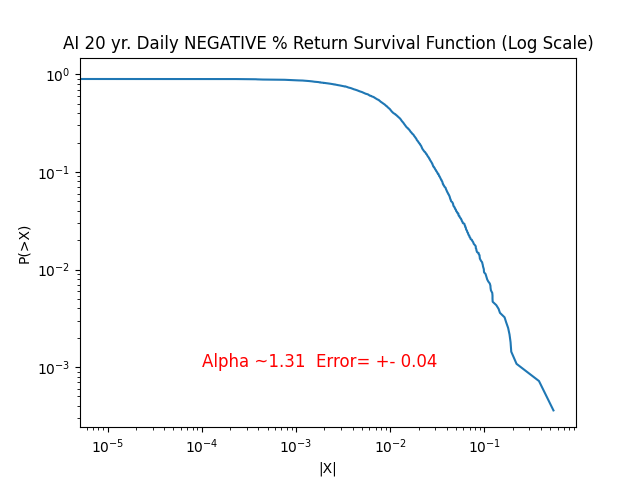 AI 20 yr. Daily NEGATIVE % Return Survival Function (Log Scale)
10⁰
10⁻¹
10⁻²
10⁻³
P(>X)
Alpha ~1.31  Error= +- 0.04
10⁻⁵ 10⁻⁴ 10⁻³ 10⁻² 10⁻¹
|X|